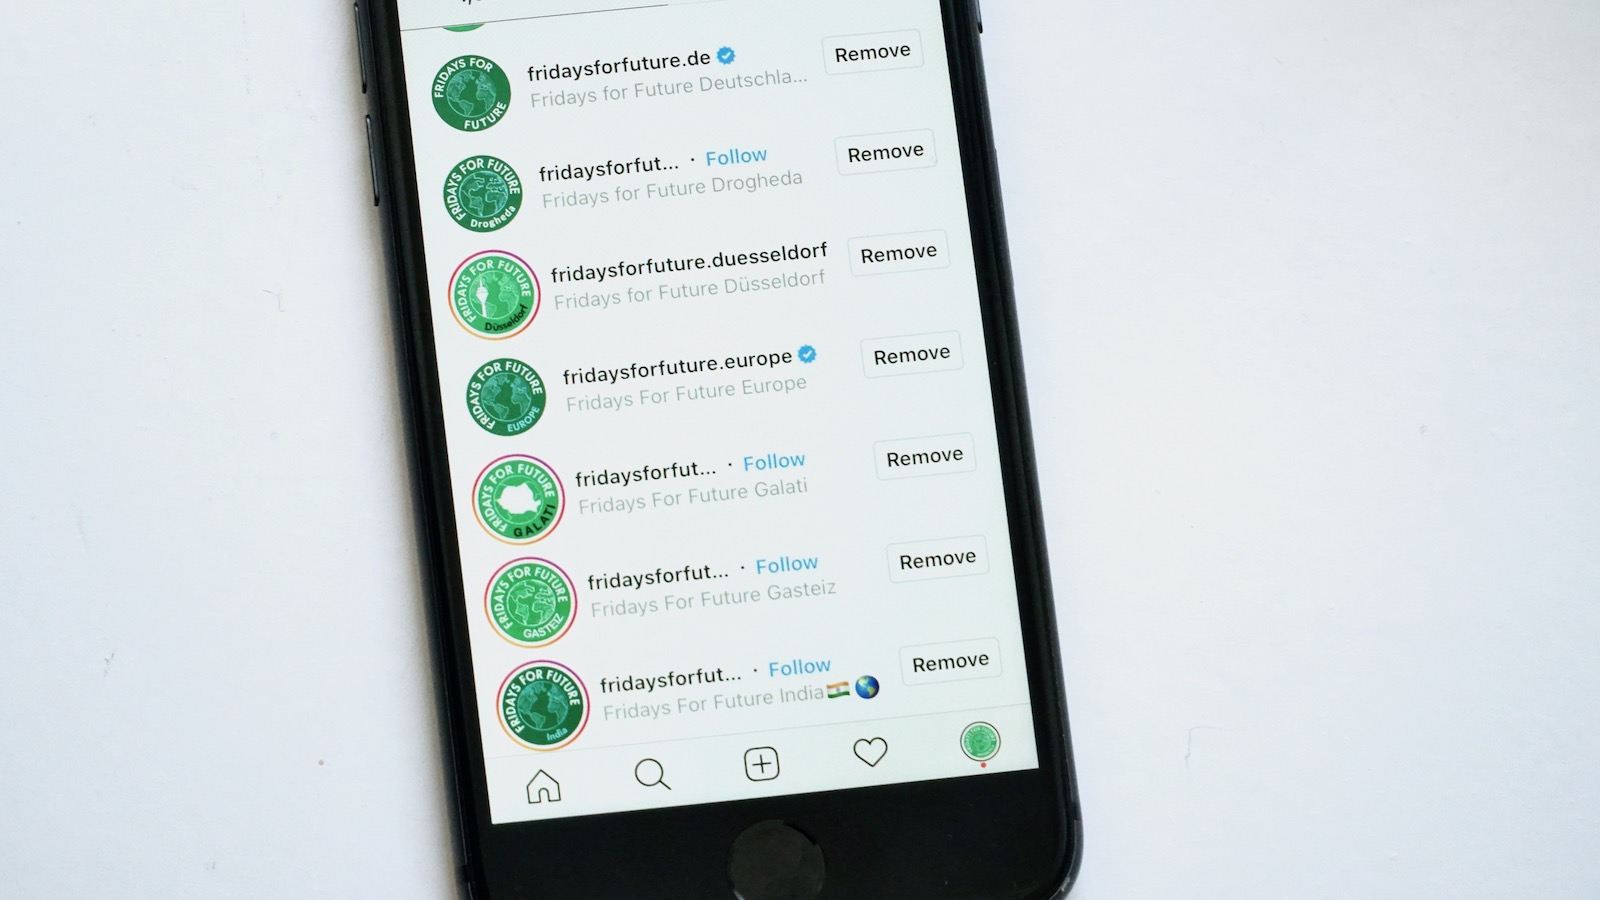 fridaysforfuture.de
Fridays for Future Deutschla...
Remove
FRIDAYS FOR
FUTURE
fridaysforfut... · Follow
Fridays for Future Drogheda
Remove
FRIDAYS FOR FUTURE
Drogheda
fridaysforfuture.duesseldorf
Fridays for Future Düsseldorf
Remove
FRIDAYS FOR FUTURE
Düsseldorf
fridaysforfuture.europe
Fridays For Future Europe
Remove
FRIDAYS FOR FUTURE
EUROPE
fridaysforfut... · Follow
Fridays For Future Galati
Remove
FRIDAYS FOR FUTURE
GALATI
fridaysforfut... · Follow
Fridays For Future Gasteiz
Remove
FRIDAYS FOR FUTURE
GASTEIZ
fridaysforfut... · Follow
Fridays For Future India🇮🇳🌎
Remove
FRIDAYS FOR FUTURE
India